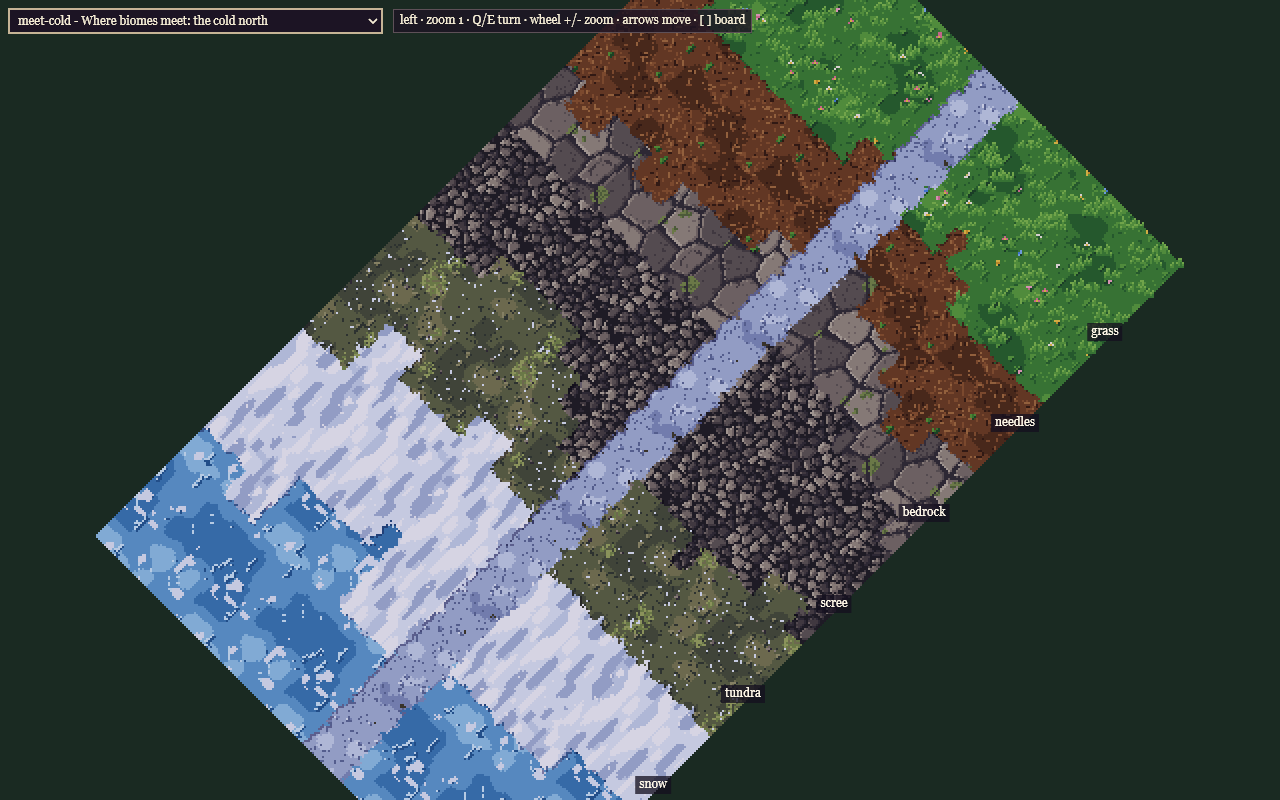 meet-cold - Where biomes meet: the cold north
left · zoom 1 · Q/E turn · wheel +/- zoom · arrows move · [ ] board
grass
needles
bedrock
scree
tundra
snow